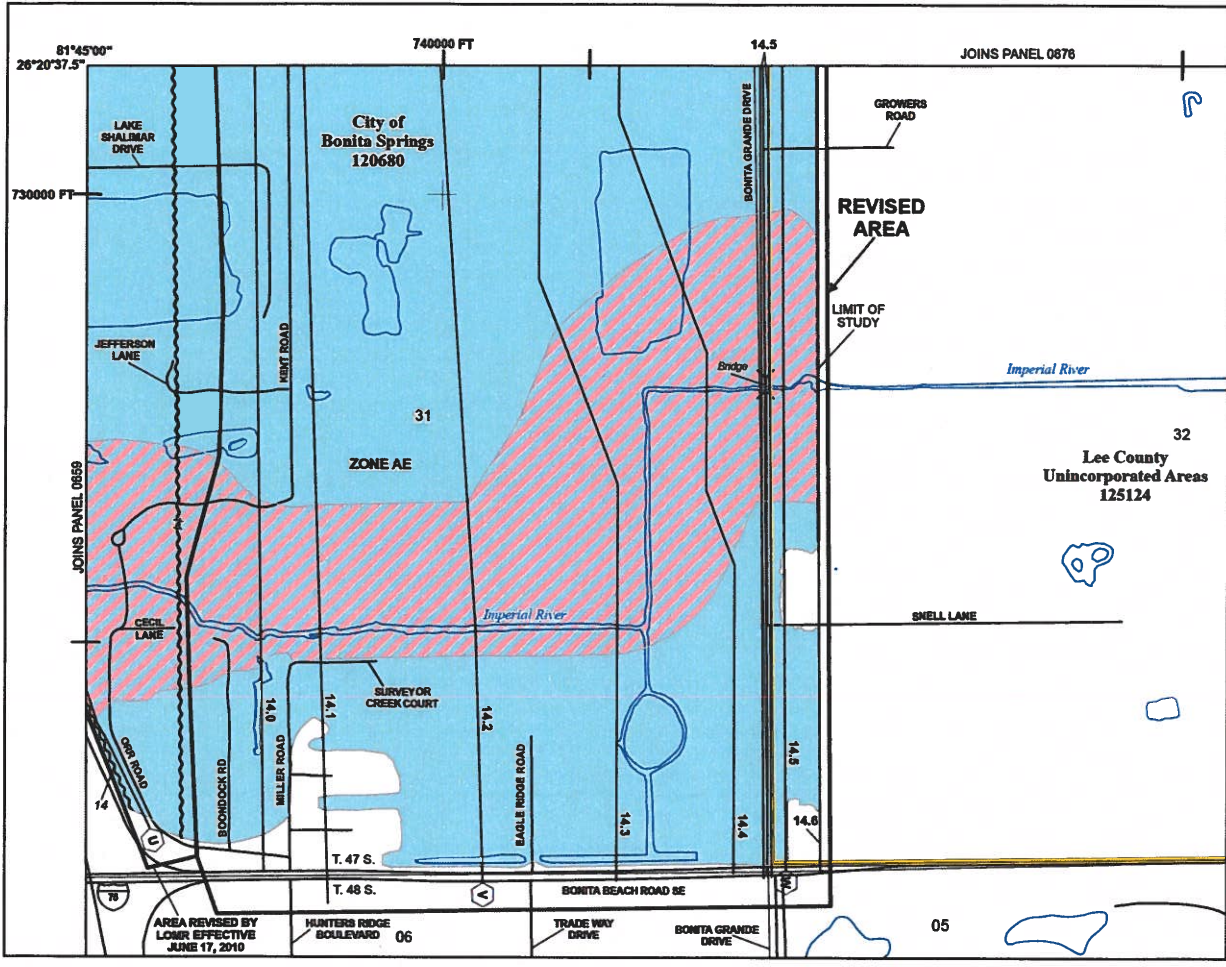 81°45'00"
26°20'37.5"
740000 FT
14.5
JOINS PANEL 0876
LAKE
SHALIMAR
DRIVE
City of
Bonita Springs
120680
BONITA GRANDE DRIVE
GROWERS
ROAD
730000 FT
REVISED
AREA
LIMIT OF
STUDY
JEFFERSON
LANE
KENT ROAD
Bridge
Imperial River
31
32
ZONE AE
Lee County
Unincorporated Areas
125124
JOINS PANEL 0659
14
CECIL
LANE
Imperial River
SNELL LANE
SURVEYOR
CREEK COURT
14.0
14.1
14.2
ORR ROAD
BOONDOCK RD
MILLER ROAD
EAGLE RIDGE ROAD
14.3
14.4
14.5
14.6
14
U
T. 47 S.
T. 48 S.
V
BONITA BEACH ROAD SE
W
75
AREA REVISED BY
LOMR EFFECTIVE
JUNE 17, 2010
HUNTERS RIDGE
BOULEVARD
06
TRADE WAY
DRIVE
BONITA GRANDE
DRIVE
05